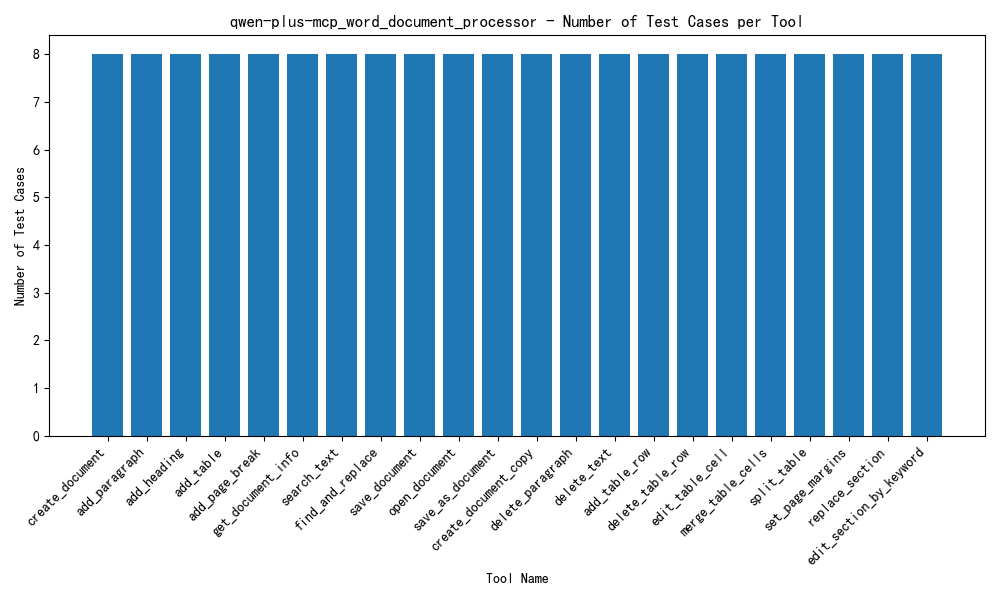 qwen-plus-mcp_word_document_processor - Number of Test Cases per Tool
Number of Test Cases
8
7
6
5
4
3
2
1
0
create_document
add_paragraph
add_heading
add_table
add_page_break
get_document_info
search_text
find_and_replace
save_document
open_document
save_as_document
create_document_copy
delete_paragraph
delete_text
add_table_row
delete_table_row
edit_table_cell
merge_table_cells
split_table
set_page_margins
replace_section
edit_section_by_keyword
Tool Name